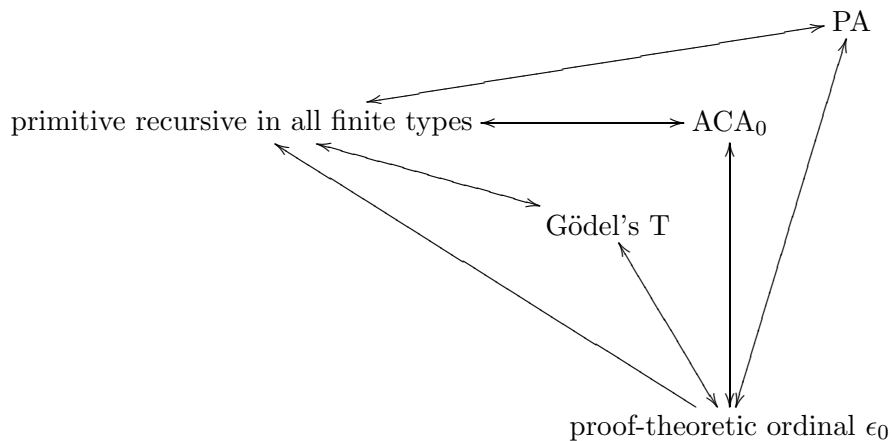 PA
primitive recursive in all finite types
ACA₀
Gödel's T
proof-theoretic ordinal ϵ₀